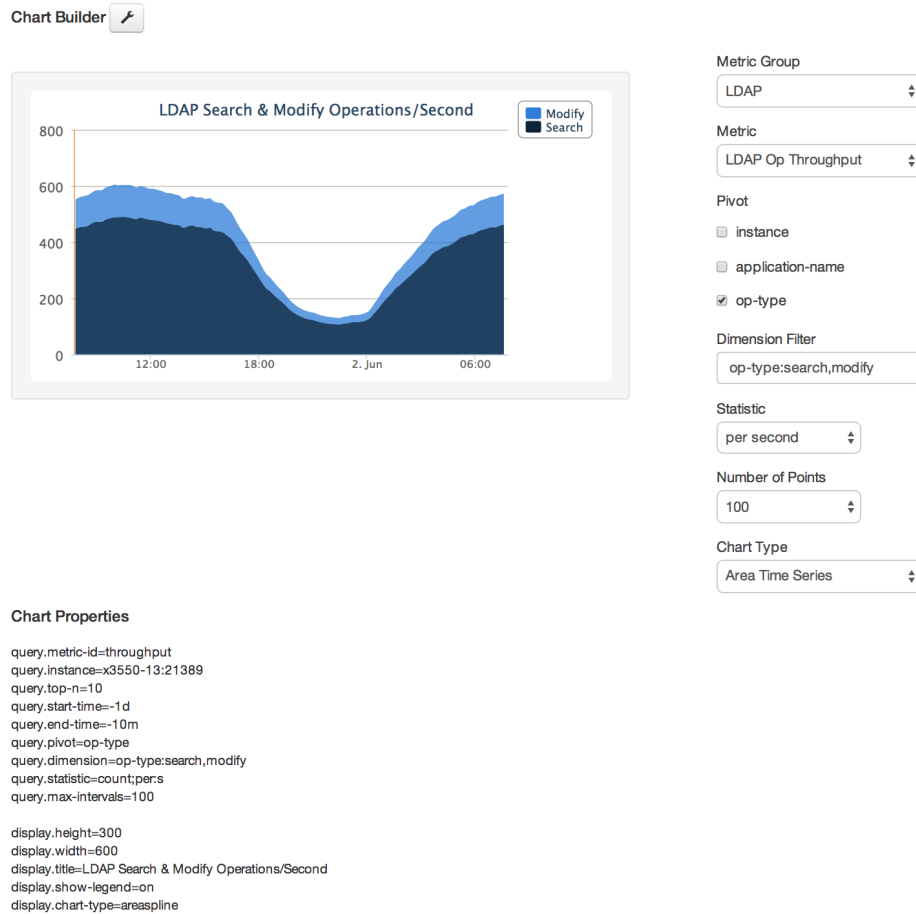 Chart Builder
LDAP Search & Modify Operations/Second
Modify
Search
800
600
400
200
0
12:00
18:00
2. Jun
06:00
Metric Group
LDAP
Metric
LDAP Op Throughput
Pivot
instance
application-name
op-type
Dimension Filter
op-type:search,modify
Statistic
per second
Number of Points
100
Chart Type
Area Time Series
Chart Properties
query.metric-id=throughput
query.instance=x3550-13:21389
query.top-n=10
query.start-time=-1d
query.end-time=-10m
query.pivot=op-type
query.dimension=op-type:search,modify
query.statistic=count;per:s
query.max-intervals=100
display.height=300
display.width=600
display.title=LDAP Search & Modify Operations/Second
display.show-legend=on
display.chart-type=areaspline